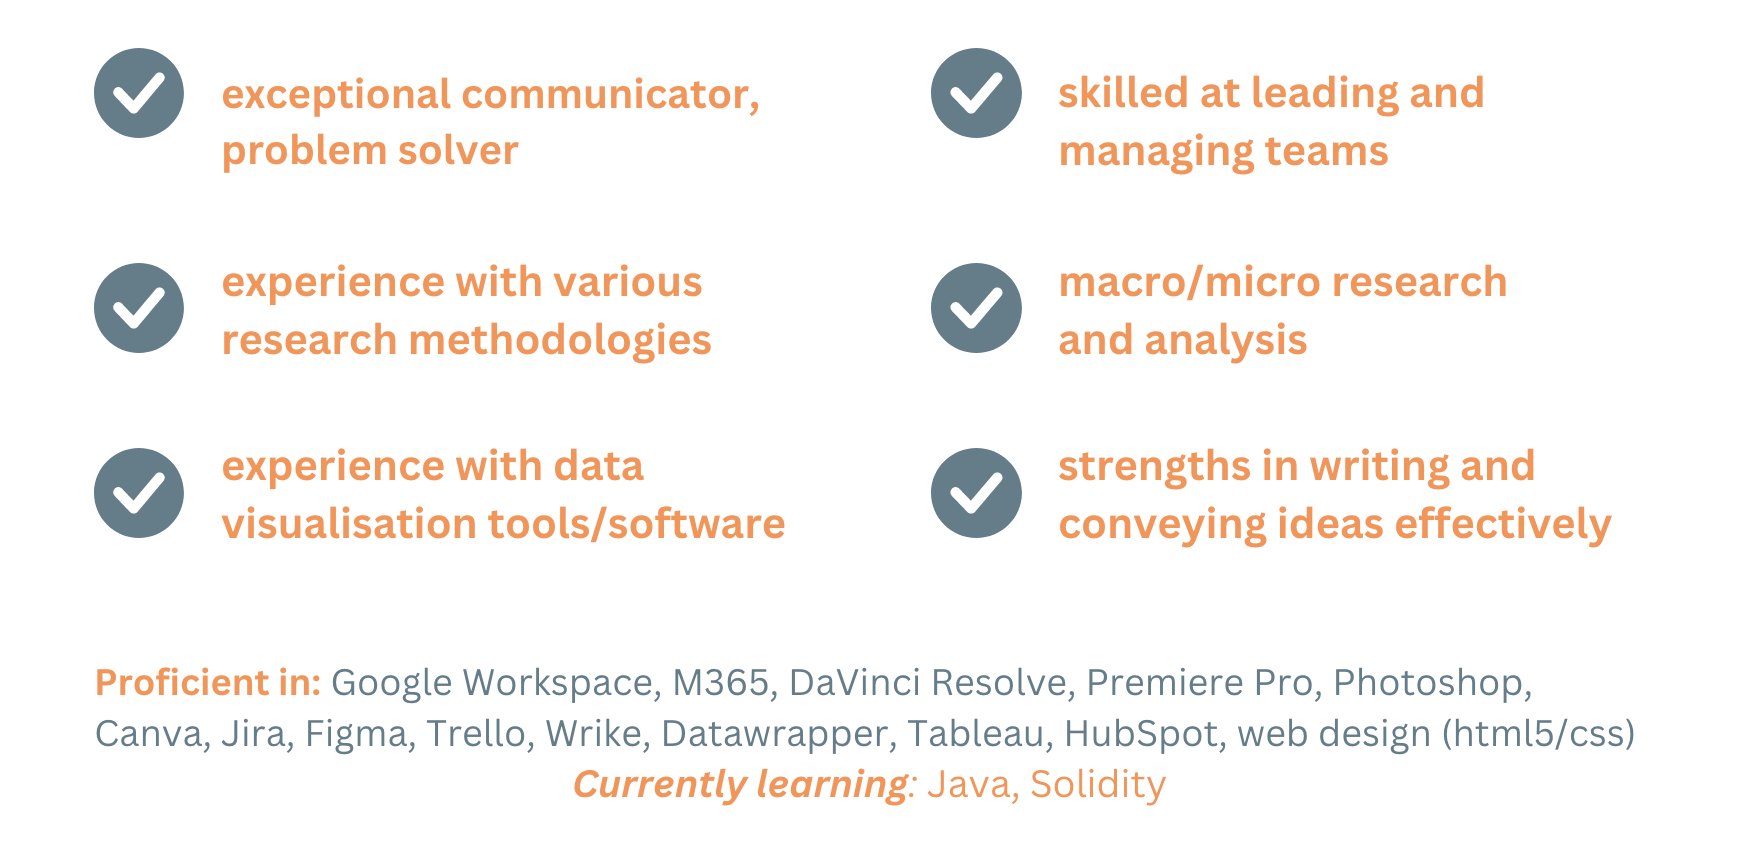 exceptional communicator,
problem solver
skilled at leading and
managing teams
experience with various
research methodologies
macro/micro research
and analysis
experience with data
visualisation tools/software
strengths in writing and
conveying ideas effectively
Proficient in: Google Workspace, M365, DaVinci Resolve, Premiere Pro, Photoshop,
Canva, Jira, Figma, Trello, Wrike, Datawrapper, Tableau, HubSpot, web design (html5/css)
Currently learning: Java, Solidity